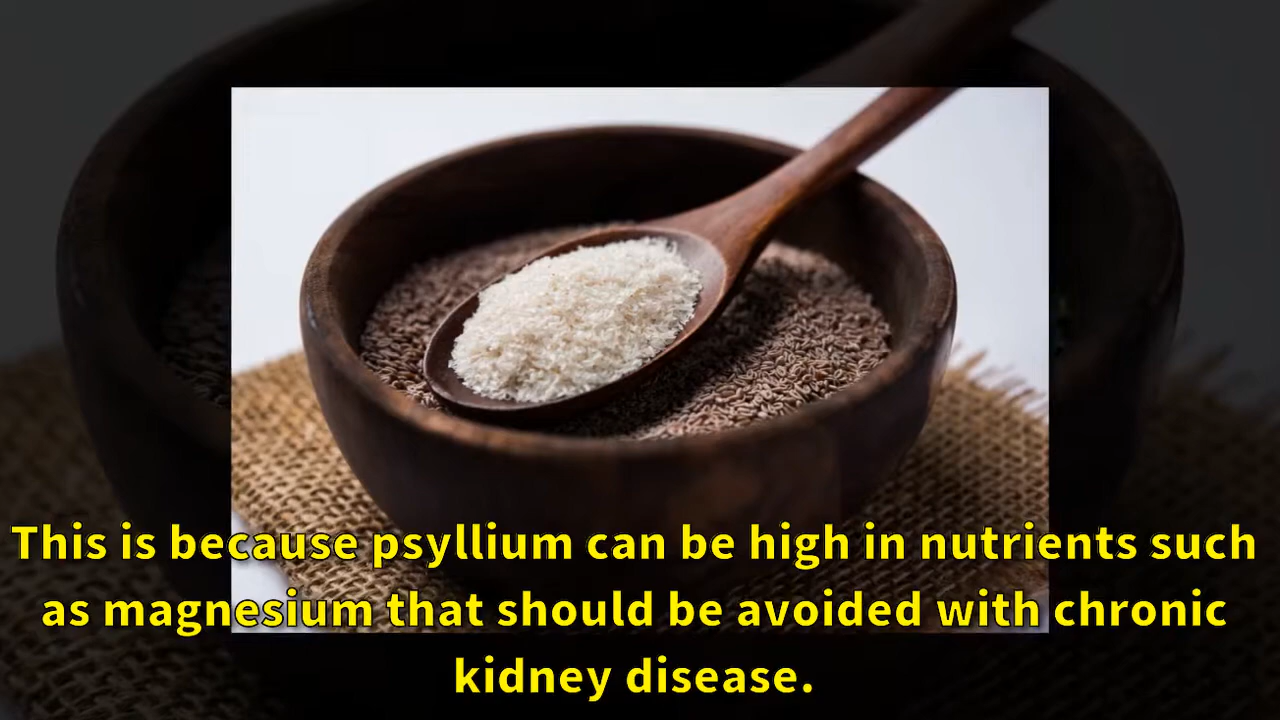 This is because psyllium can be high in nutrients such
as magnesium that should be avoided with chronic
kidney disease.